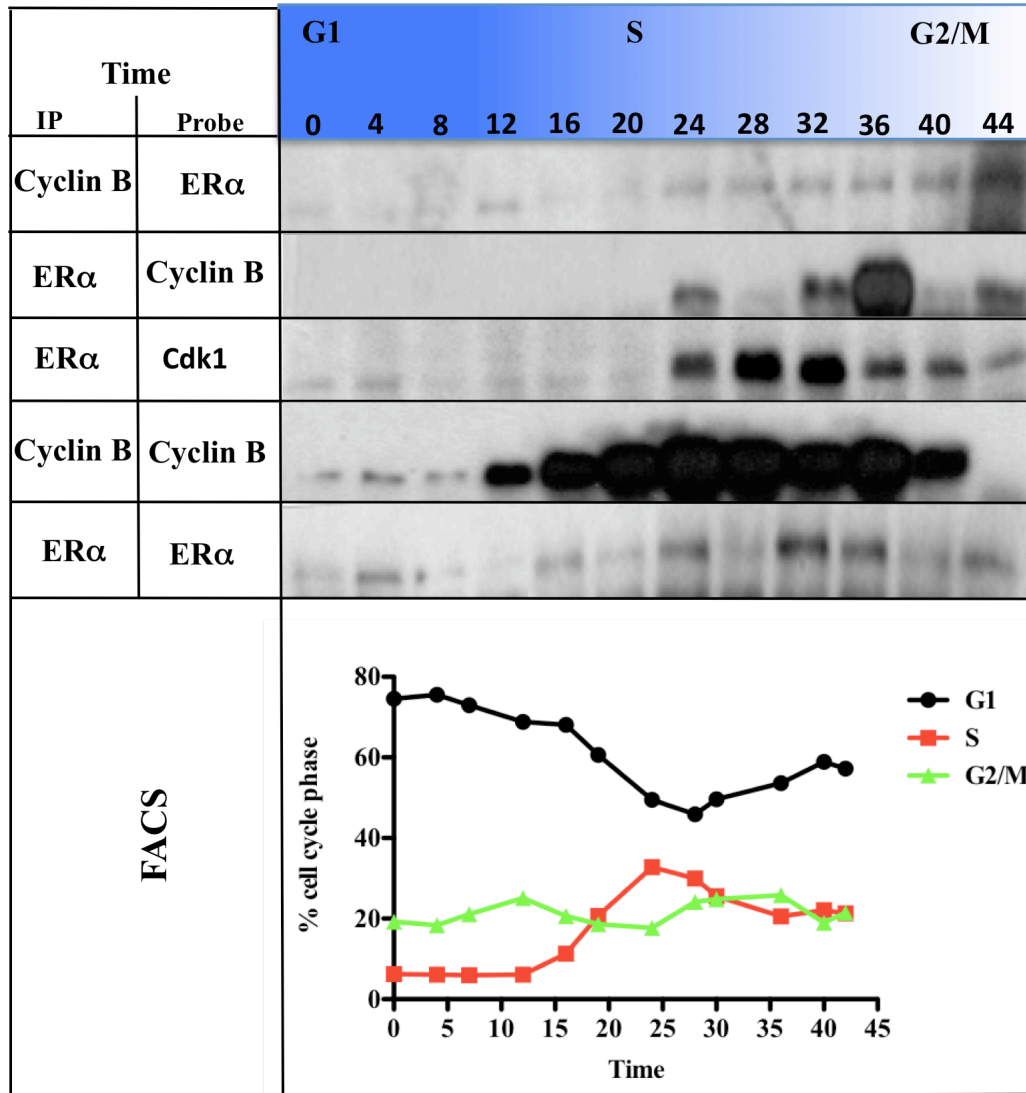 G1 S G2/M
Time
IP Probe 0 4 8 12 16 20 24 28 32 36 40 44
Cyclin B ERα
ERα Cyclin B
ERα Cdk1
Cyclin B Cyclin B
ERα ERα
FACS
% cell cycle phase
80
60
40
20
0
0 5 10 15 20 25 30 35 40 45
Time
G1
S
G2/M